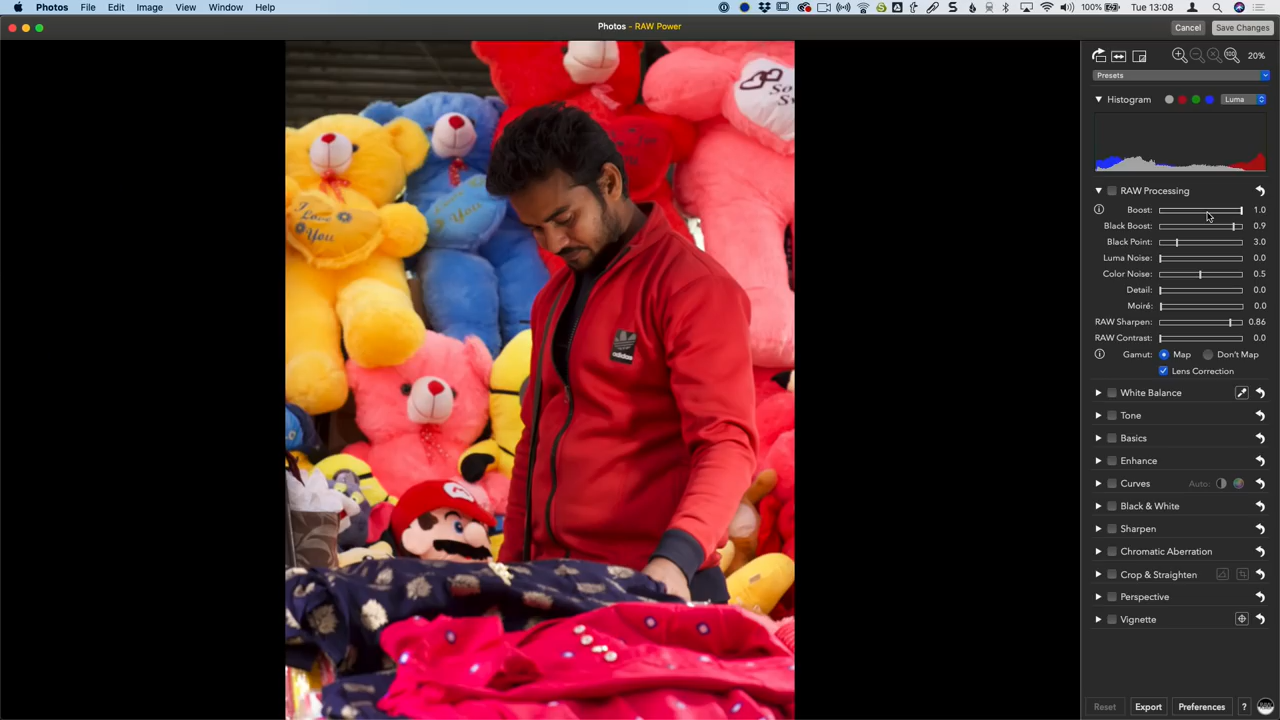 Photos File Edit Image View Window Help 100% Tue 13:08
Photos - RAW Power Cancel Save Changes
20%
Presets
Histogram Luma
RAW Processing
Boost: 1.0
Black Boost: 0.9
Black Point: 3.0
Luma Noise: 0.0
Color Noise: 0.5
Detail: 0.0
Moiré: 0.0
RAW Sharpen: 0.86
RAW Contrast: 0.0
Gamut: Map Don't Map
Lens Correction
White Balance
Tone
Basics
Enhance
Curves Auto:
Black & White
Sharpen
Chromatic Aberration
Crop & Straighten
Perspective
Vignette
Reset Export Preferences ?
I Love
You
So
adidas
M